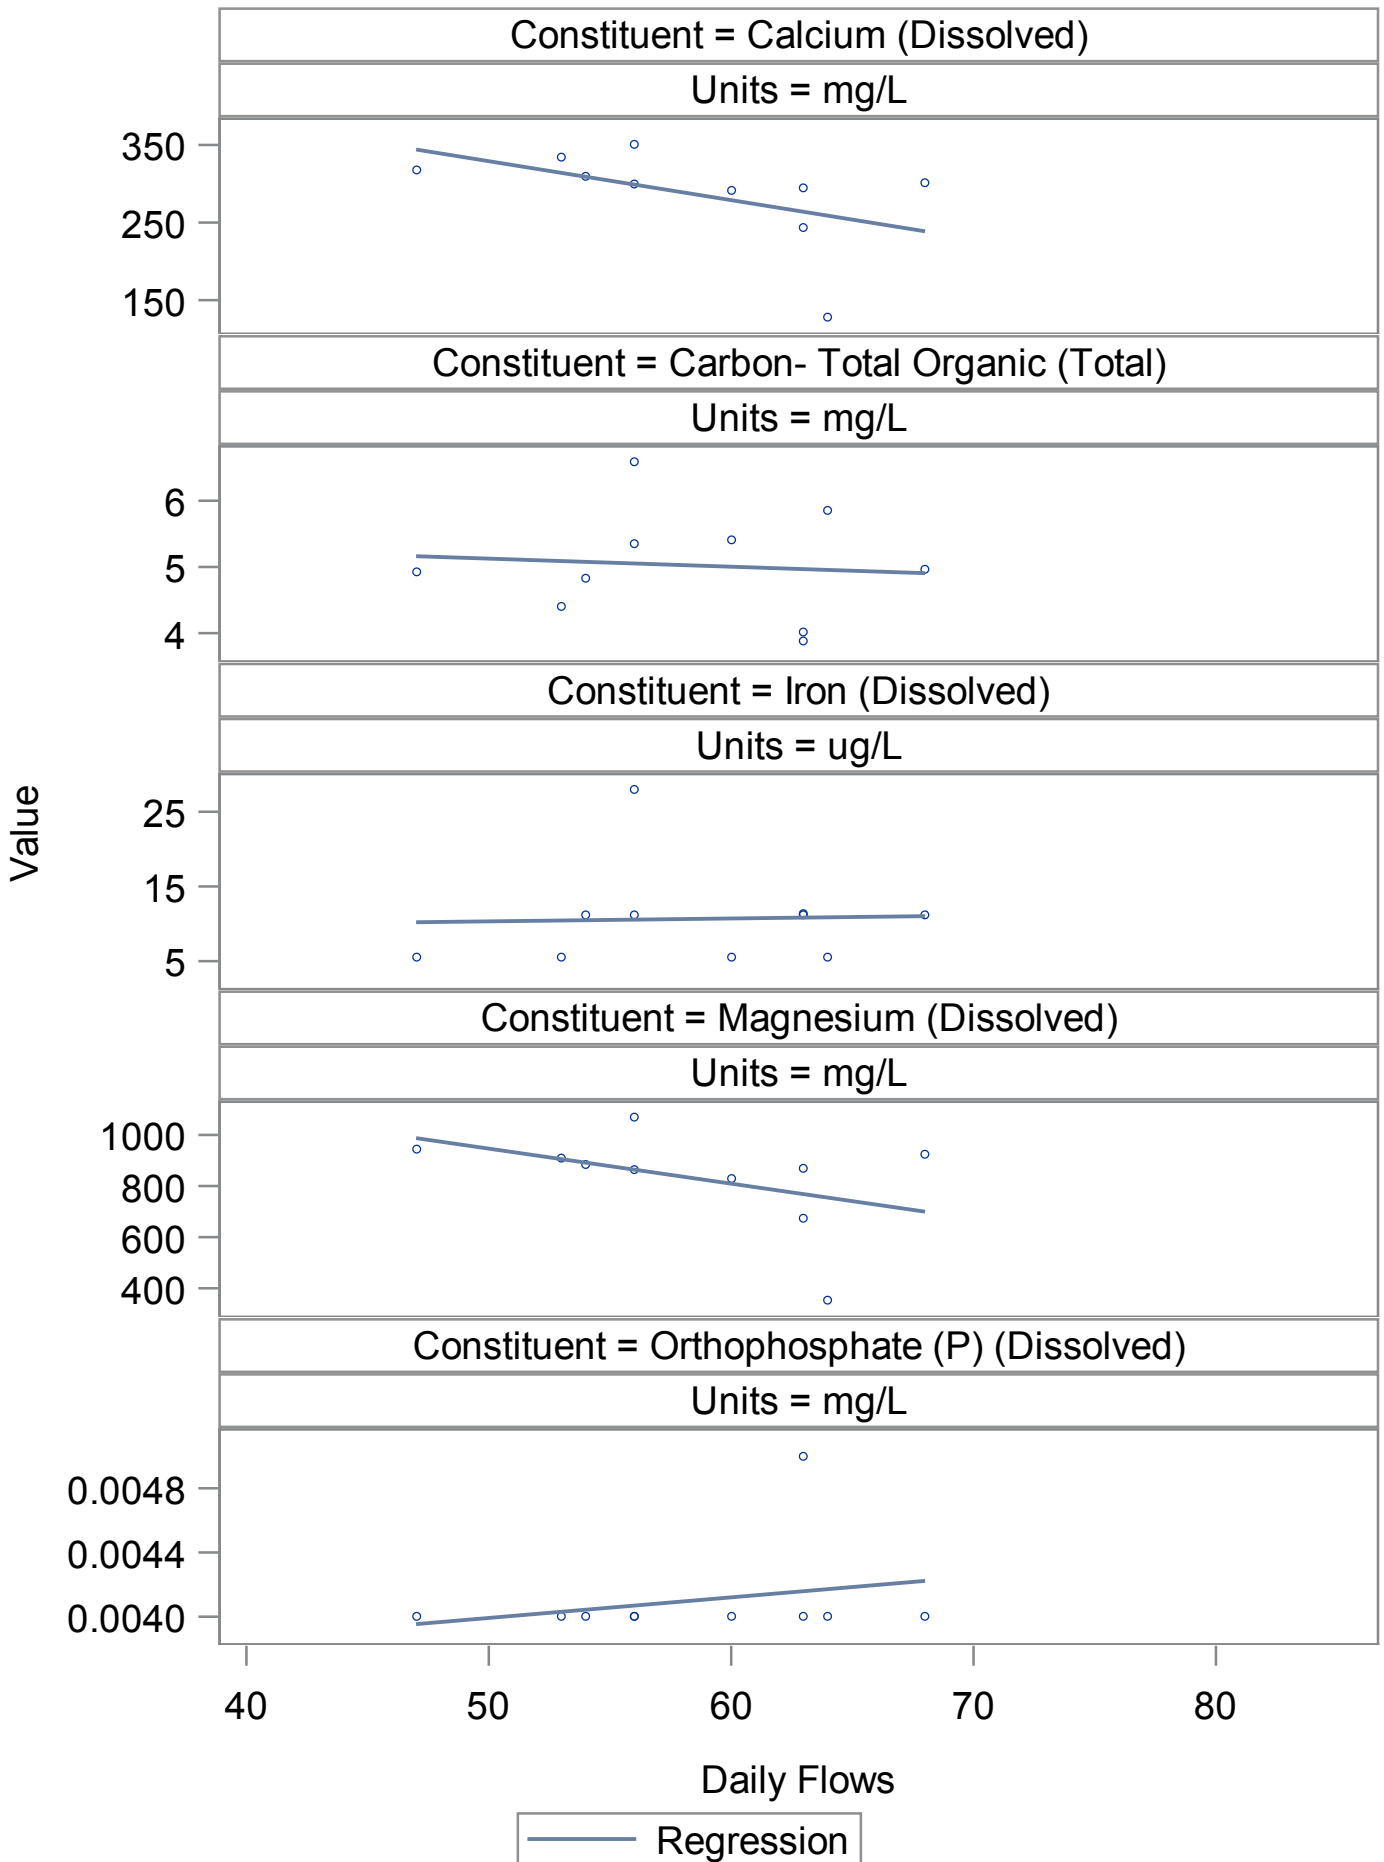 Constituent = Calcium (Dissolved)
Units = mg/L
350
250
150
Constituent = Carbon- Total Organic (Total)
Units = mg/L
6
5
4
Constituent = Iron (Dissolved)
Units = ug/L
25
15
5
Value
Constituent = Magnesium (Dissolved)
Units = mg/L
1000
800
600
400
Constituent = Orthophosphate (P) (Dissolved)
Units = mg/L
0.0048
0.0044
0.0040
40 50 60 70 80
Daily Flows
Regression